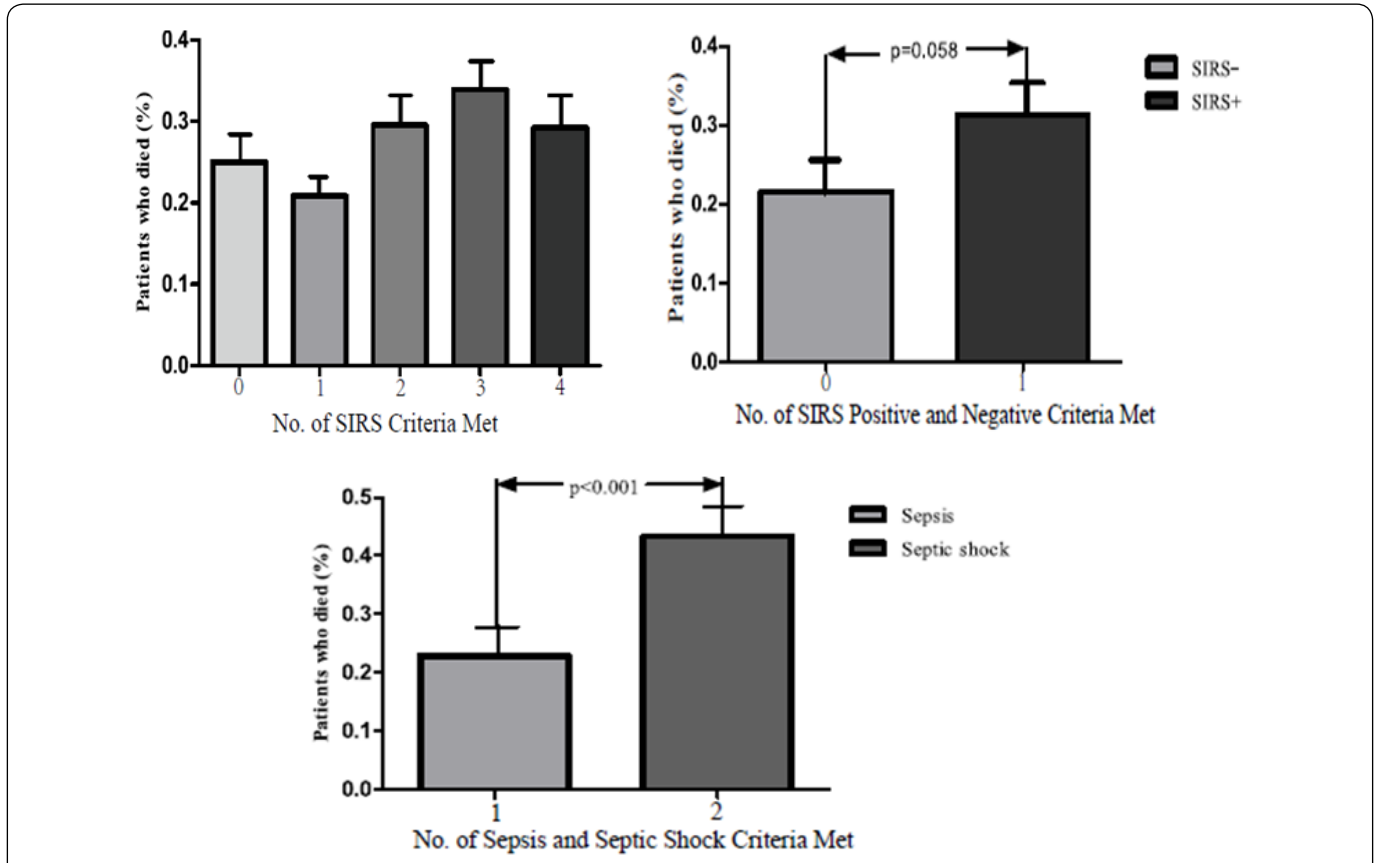 Patients who died (%)
0.4
0.3
0.2
0.1
0.0
0 1 2 3 4
No. of SIRS Criteria Met
Patients who died (%)
0.4
0.3
0.2
0.1
0.0
p=0.058
0 1
No. of SIRS Positive and Negative Criteria Met
SIRS−
SIRS+
Patients who died (%)
0.5
0.4
0.3
0.2
0.1
0.0
p<0.001
1 2
No. of Sepsis and Septic Shock Criteria Met
Sepsis
Septic shock